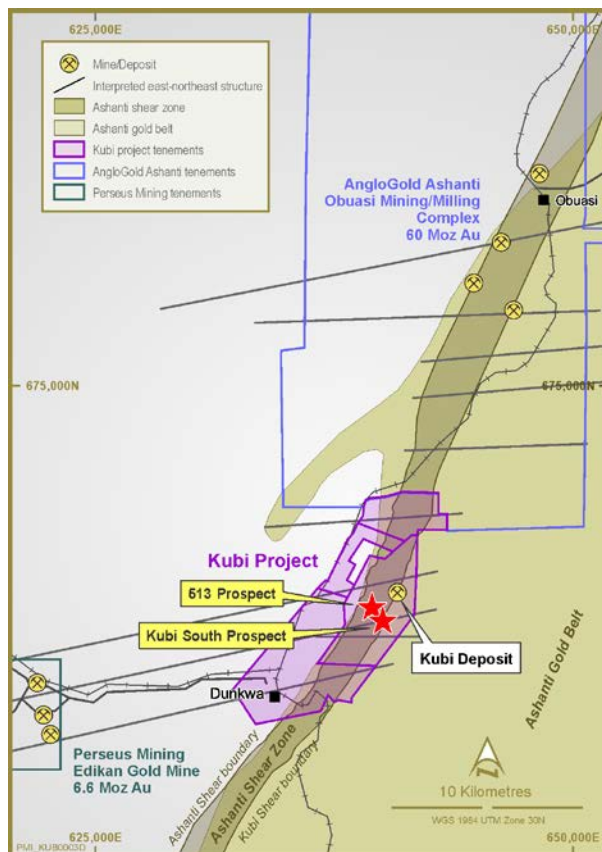 625,000E
650,000E
Mine/Deposit
Interpreted east-northeast structure
Ashanti shear zone
Ashanti gold belt
Kubi project tenements
AngloGold Ashanti tenements
Perseus Mining tenements
AngloGold Ashanti
Obuasi Mining/Milling
Complex
60 Moz Au
Obuasi
675,000N
675,000N
Kubi Project
513 Prospect
Kubi South Prospect
Kubi Deposit
Dunkwa
Perseus Mining
Edikan Gold Mine
6.6 Moz Au
Ashanti Shear boundary
Ashanti Shear Zone
Kubi Shear boundary
Ashanti Gold Belt
N
10 Kilometres
WGS 1984 UTM Zone 30N
PMI_KUB0003D
625,000E
650,000E